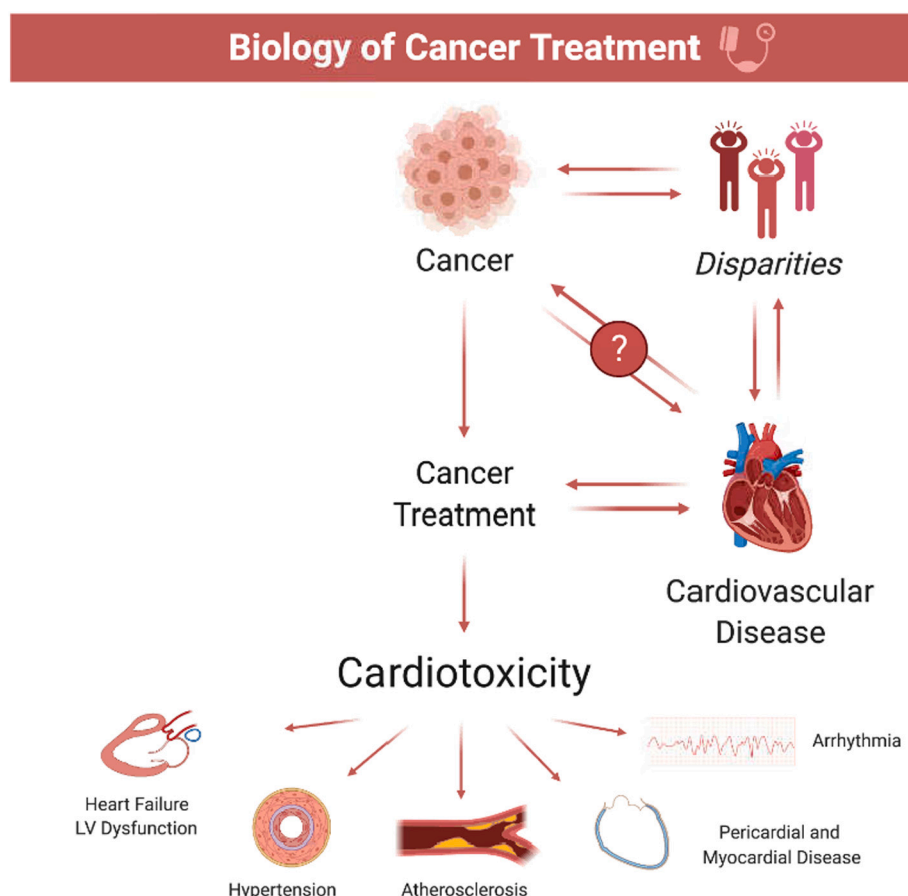 Biology of Cancer Treatment
Cancer
Disparities
?
Cancer
Treatment
Cardiovascular
Disease
Cardiotoxicity
Arrhythmia
Heart Failure
LV Dysfunction
Pericardial and
Myocardial Disease
Hypertension
Atherosclerosis